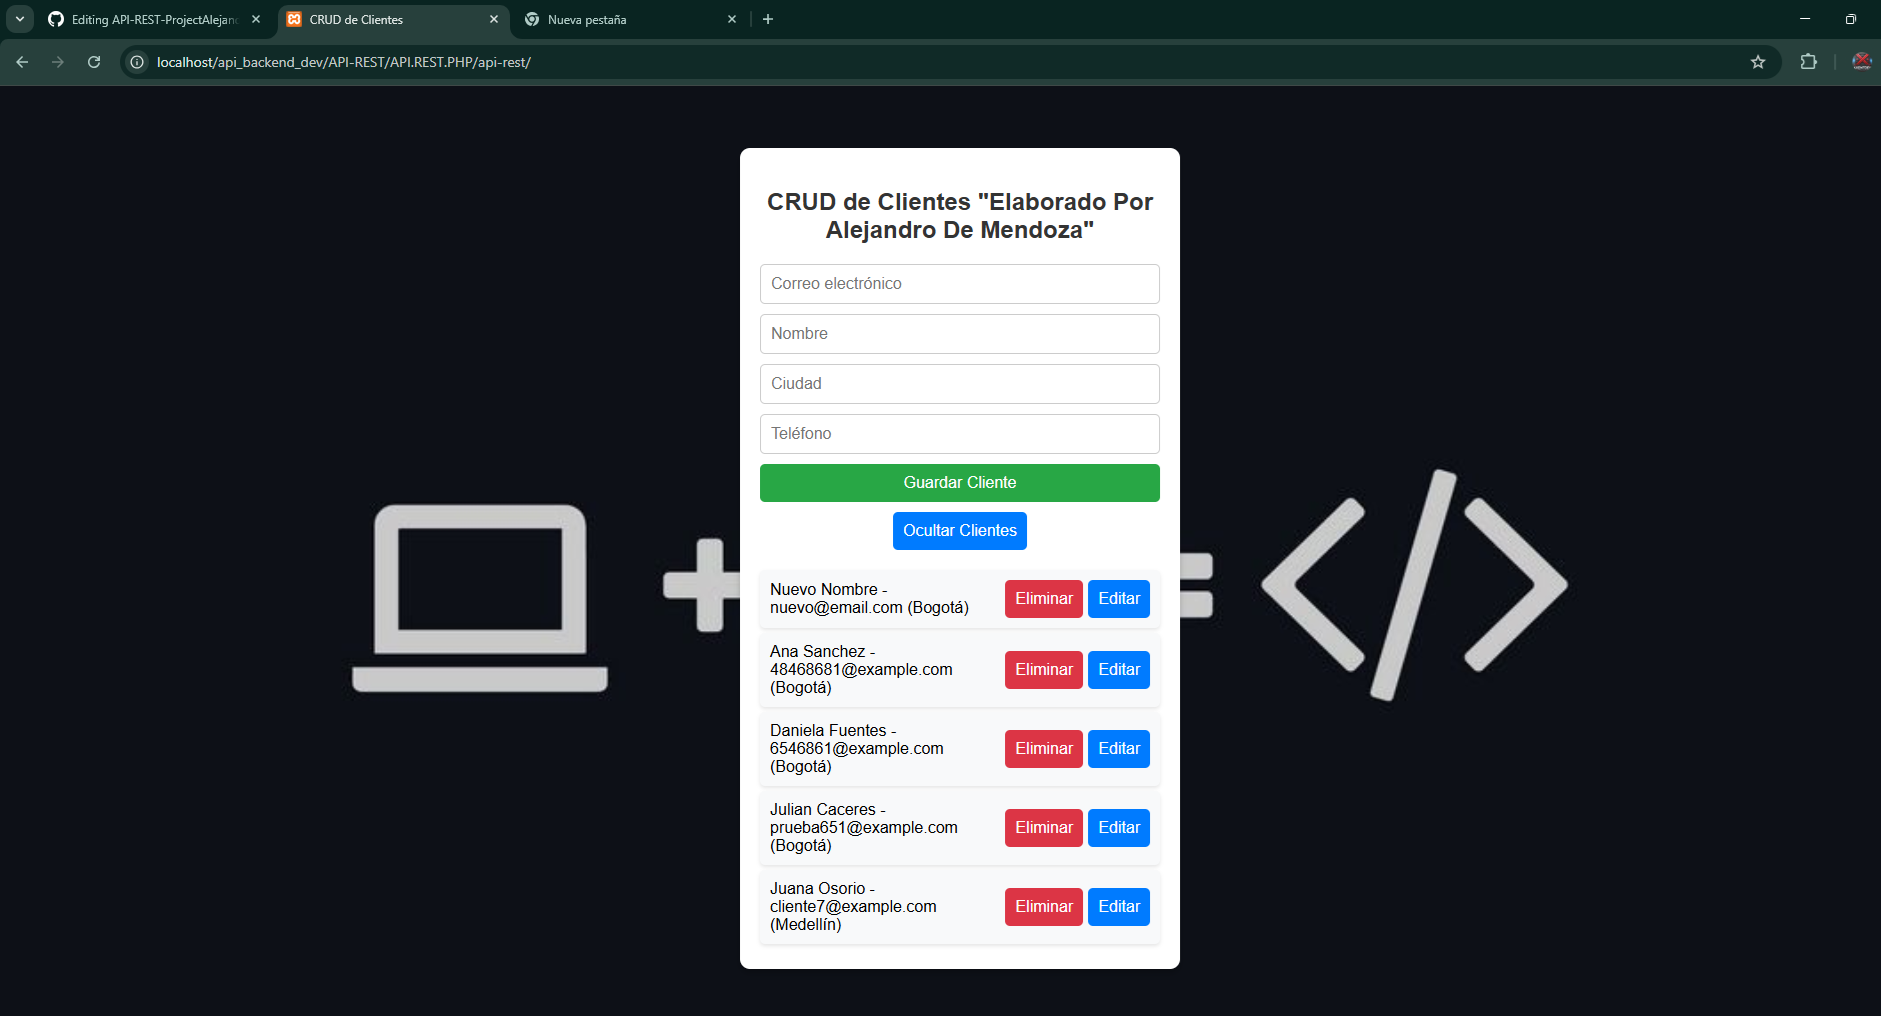 Editing API-REST-ProjectAlejan
CRUD de Clientes
Nueva pestaña
localhost/api_backend_dev/API-REST/API.REST.PHP/api-rest/
CRUD de Clientes "Elaborado Por
Alejandro De Mendoza"
Correo electrónico
Nombre
Ciudad
Teléfono
Guardar Cliente
Ocultar Clientes
Nuevo Nombre -
nuevo@email.com (Bogotá)
Eliminar Editar
Ana Sanchez -
48468681@example.com
(Bogotá)
Eliminar Editar
Daniela Fuentes -
6546861@example.com
(Bogotá)
Eliminar Editar
Julian Caceres -
prueba651@example.com
(Bogotá)
Eliminar Editar
Juana Osorio -
cliente7@example.com
(Medellín)
Eliminar Editar